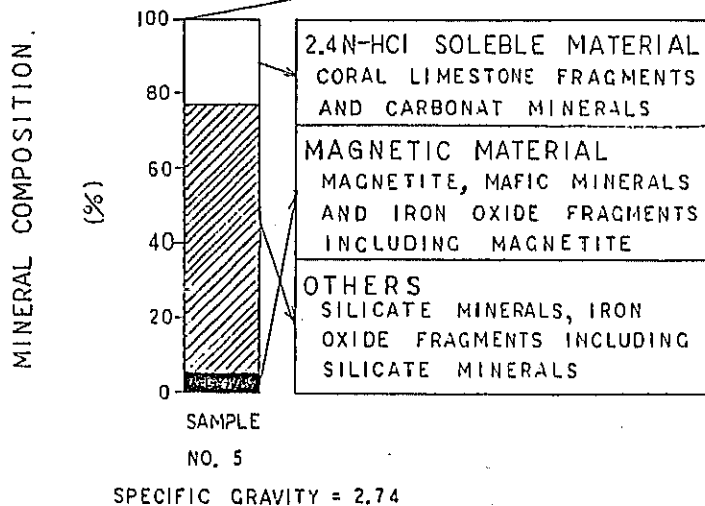 MINERAL COMPOSITION.
(%)
100
80
60
40
20
0
2.4N-HCl SOLEBLE MATERIAL
CORAL LIMESTONE FRAGMENTS
AND CARBONAT MINERALS
MAGNETIC MATERIAL
MAGNETITE, MAFIC MINERALS
AND IRON OXIDE FRAGMENTS
INCLUDING MAGNETITE
OTHERS
SILICATE MINERALS, IRON
OXIDE FRAGMENTS INCLUDING
SILICATE MINERALS
SAMPLE
NO. 5
SPECIFIC GRAVITY = 2.74